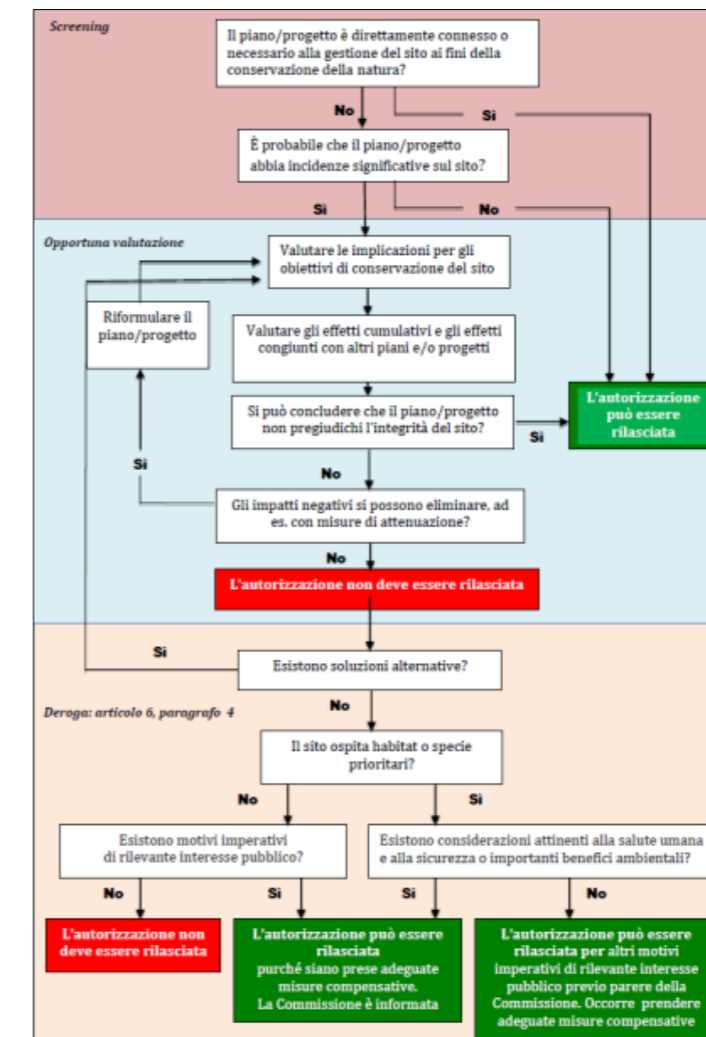 Screening
Il piano/progetto è direttamente connesso o
necessario alla gestione del sito ai fini della
conservazione della natura?
No
Sì
È probabile che il piano/progetto
abbia incidenze significative sul sito?
Sì
No
Opportuna valutazione
Valutare le implicazioni per gli
obiettivi di conservazione del sito
Riformulare il
piano/progetto
Valutare gli effetti cumulativi e gli effetti
congiunti con altri piani e/o progetti
L'autorizzazione
può essere
rilasciata
Si può concludere che il piano/progetto
non pregiudichi l'integrità del sito?
Sì
Sì
No
Gli impatti negativi si possono eliminare, ad
es. con misure di attenuazione?
No
L'autorizzazione non deve essere rilasciata
Sì
Esistono soluzioni alternative?
No
Deroga: articolo 6, paragrafo 4
Il sito ospita habitat o specie
prioritari?
No
Sì
Esistono motivi imperativi
di rilevante interesse pubblico?
Esistono considerazioni attinenti alla salute umana
e alla sicurezza o importanti benefici ambientali?
No
Sì
Sì
No
L'autorizzazione non
deve essere rilasciata
L'autorizzazione può essere
rilasciata
purché siano prese adeguate
misure compensative.
La Commissione è informata
L'autorizzazione può essere
rilasciata per altri motivi
imperativi di rilevante interesse
pubblico previo parere della
Commissione. Occorre prendere
adeguate misure compensative